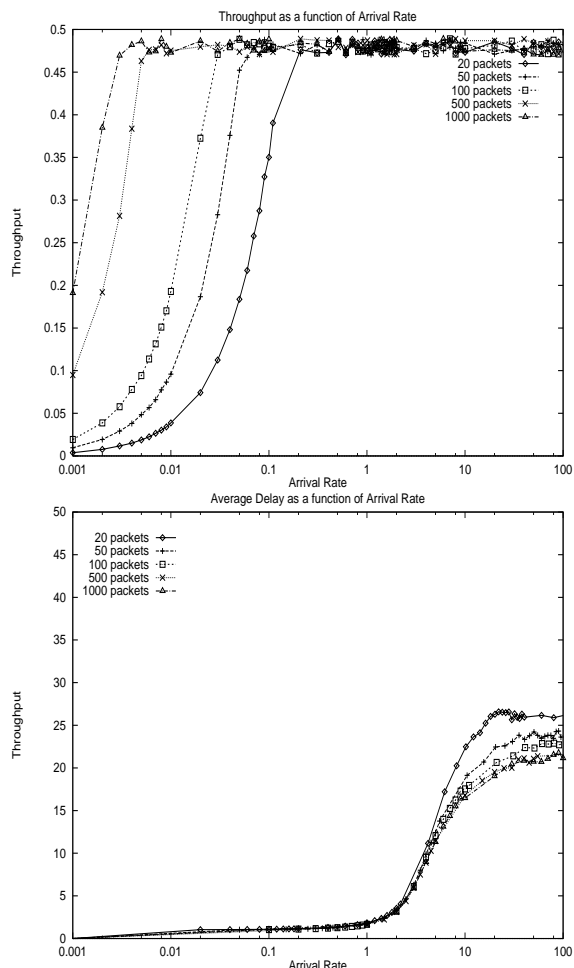 Throughput as a function of Arrival Rate
0.5
0.45
0.4
0.35
0.3
0.25
0.2
0.15
0.1
0.05
0
Throughput
20 packets
50 packets
100 packets
500 packets
1000 packets
0.001 0.01 0.1 1 10 100
Arrival Rate
Average Delay as a function of Arrival Rate
50
45
40
35
30
25
20
15
10
5
0
Throughput
20 packets
50 packets
100 packets
500 packets
1000 packets
0.001 0.01 0.1 1 10 100
Arrival Rate